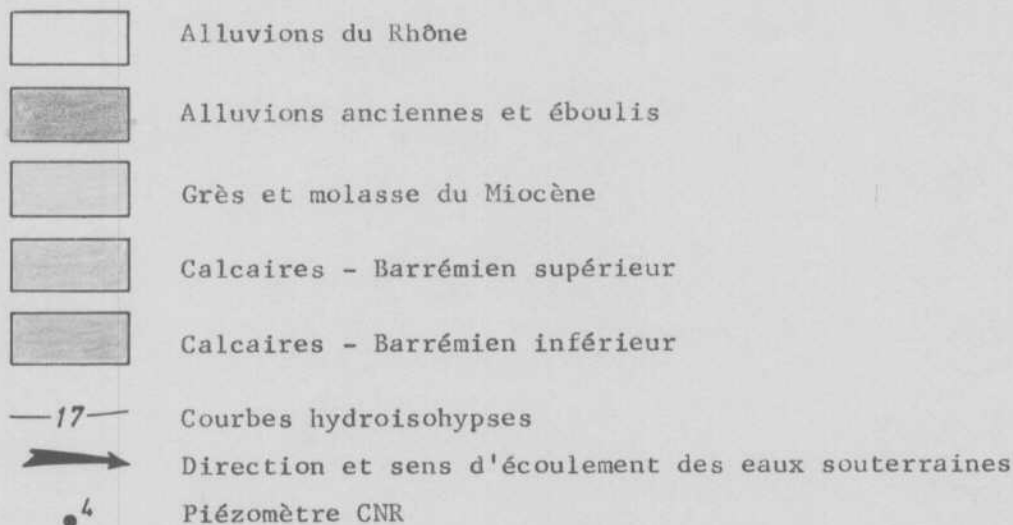 Alluvions du Rhône
Alluvions anciennes et éboulis
Grès et molasse du Miocène
Calcaires - Barrémien supérieur
Calcaires - Barrémien inférieur
17 Courbes hydroisohypses
Direction et sens d'écoulement des eaux souterraines
4 Piézomètre CNR